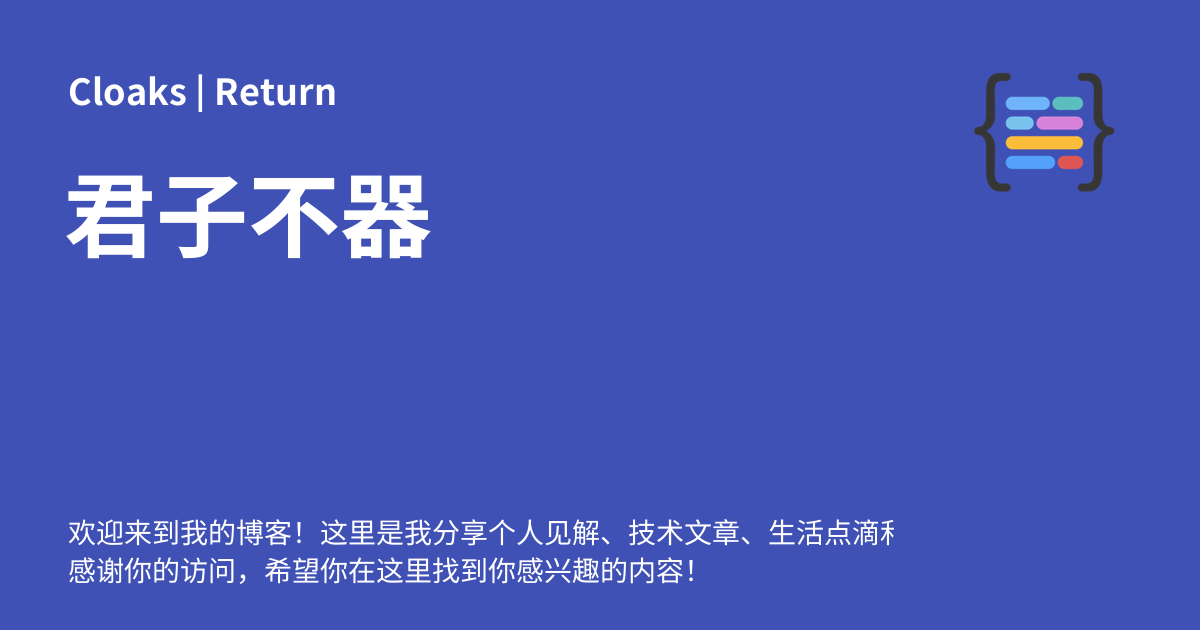 Cloaks | Return
君子不器
欢迎来到我的博客！这里是我分享个人见解、技术文章、生活点滴
感谢你的访问，希望你在这里找到你感兴趣的内容！